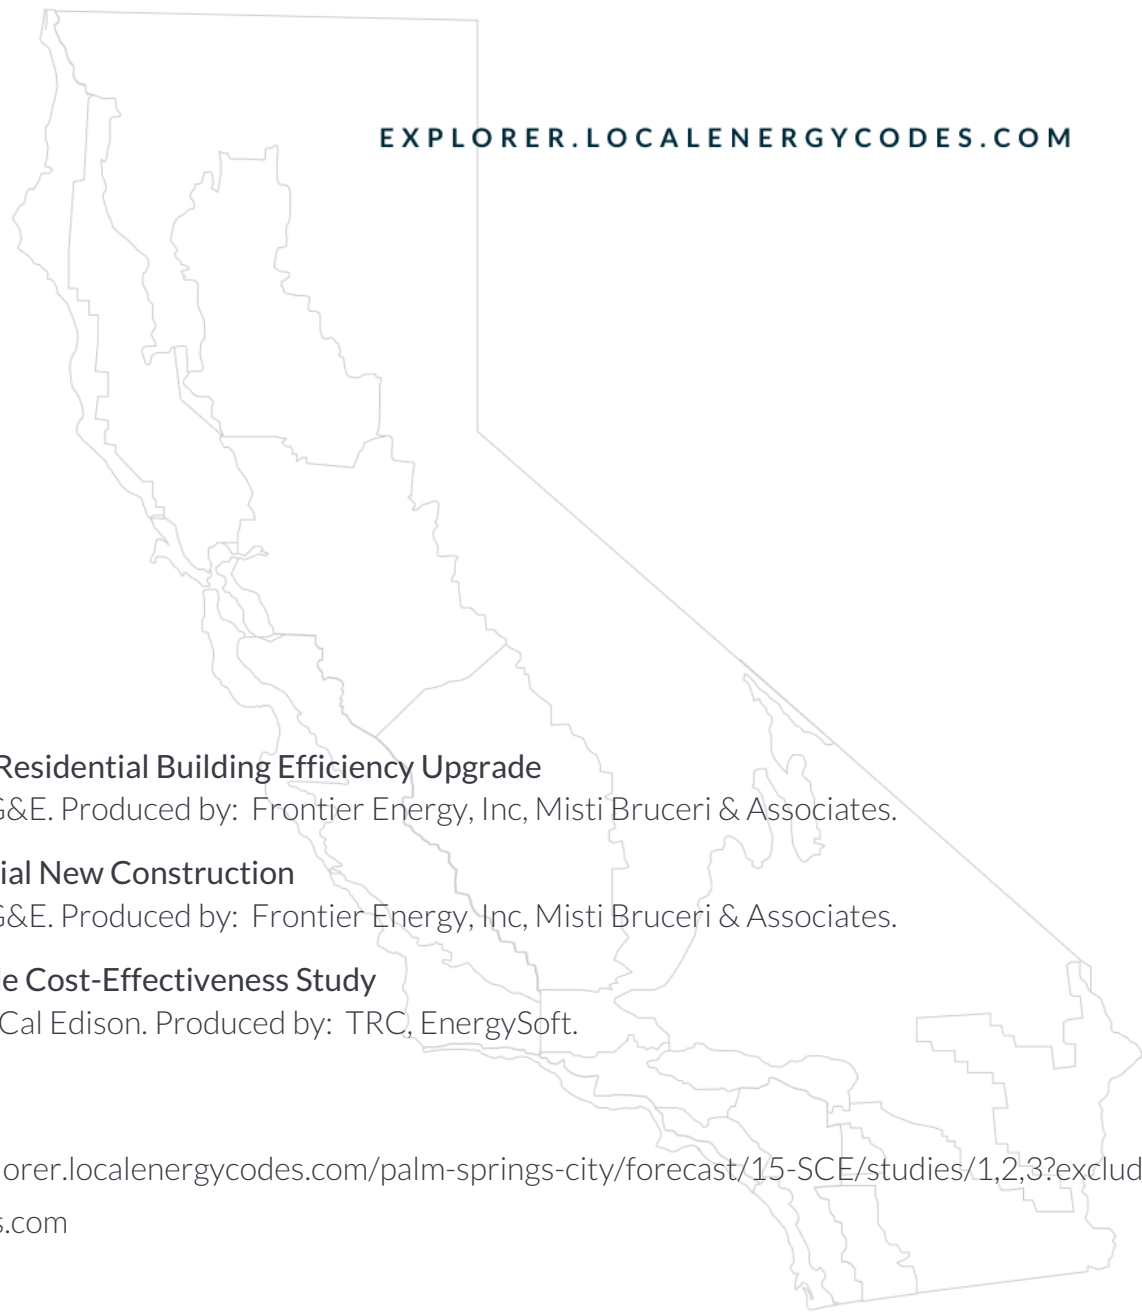 EXPLORER.LOCALENERGYCODES.COM
Residential Building Efficiency Upgrade
G&E. Produced by: Frontier Energy, Inc, Misti Bruceri & Associates.
ial New Construction
G&E. Produced by: Frontier Energy, Inc, Misti Bruceri & Associates.
le Cost-Effectiveness Study
Cal Edison. Produced by: TRC, EnergySoft.
lorer.localenergycodes.com/palm-springs-city/forecast/15-SCE/studies/1,2,3?exclud
s.com